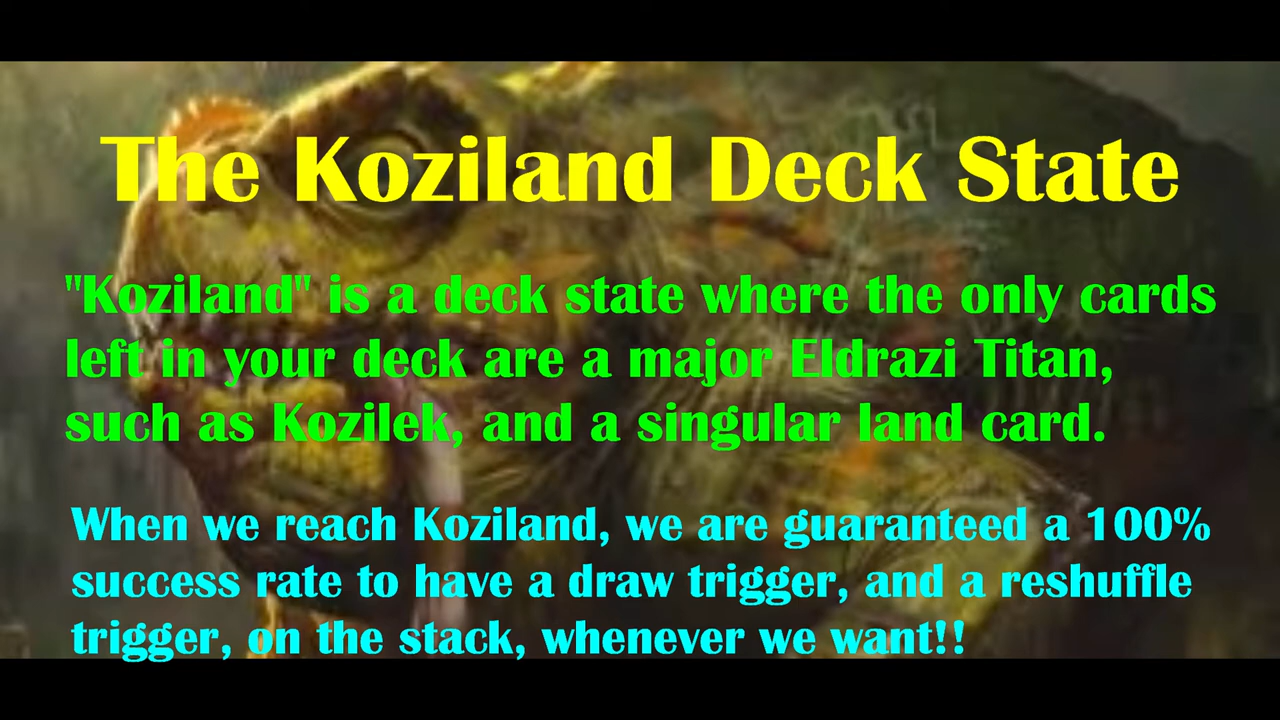 The Koziland Deck State
"Koziland" is a deck state where the only cards
left in your deck are a major Eldrazi Titan,
such as Kozilek, and a singular land card.
When we reach Koziland, we are guaranteed a 100%
success rate to have a draw trigger, and a reshuffle
trigger, on the stack, whenever we want!!